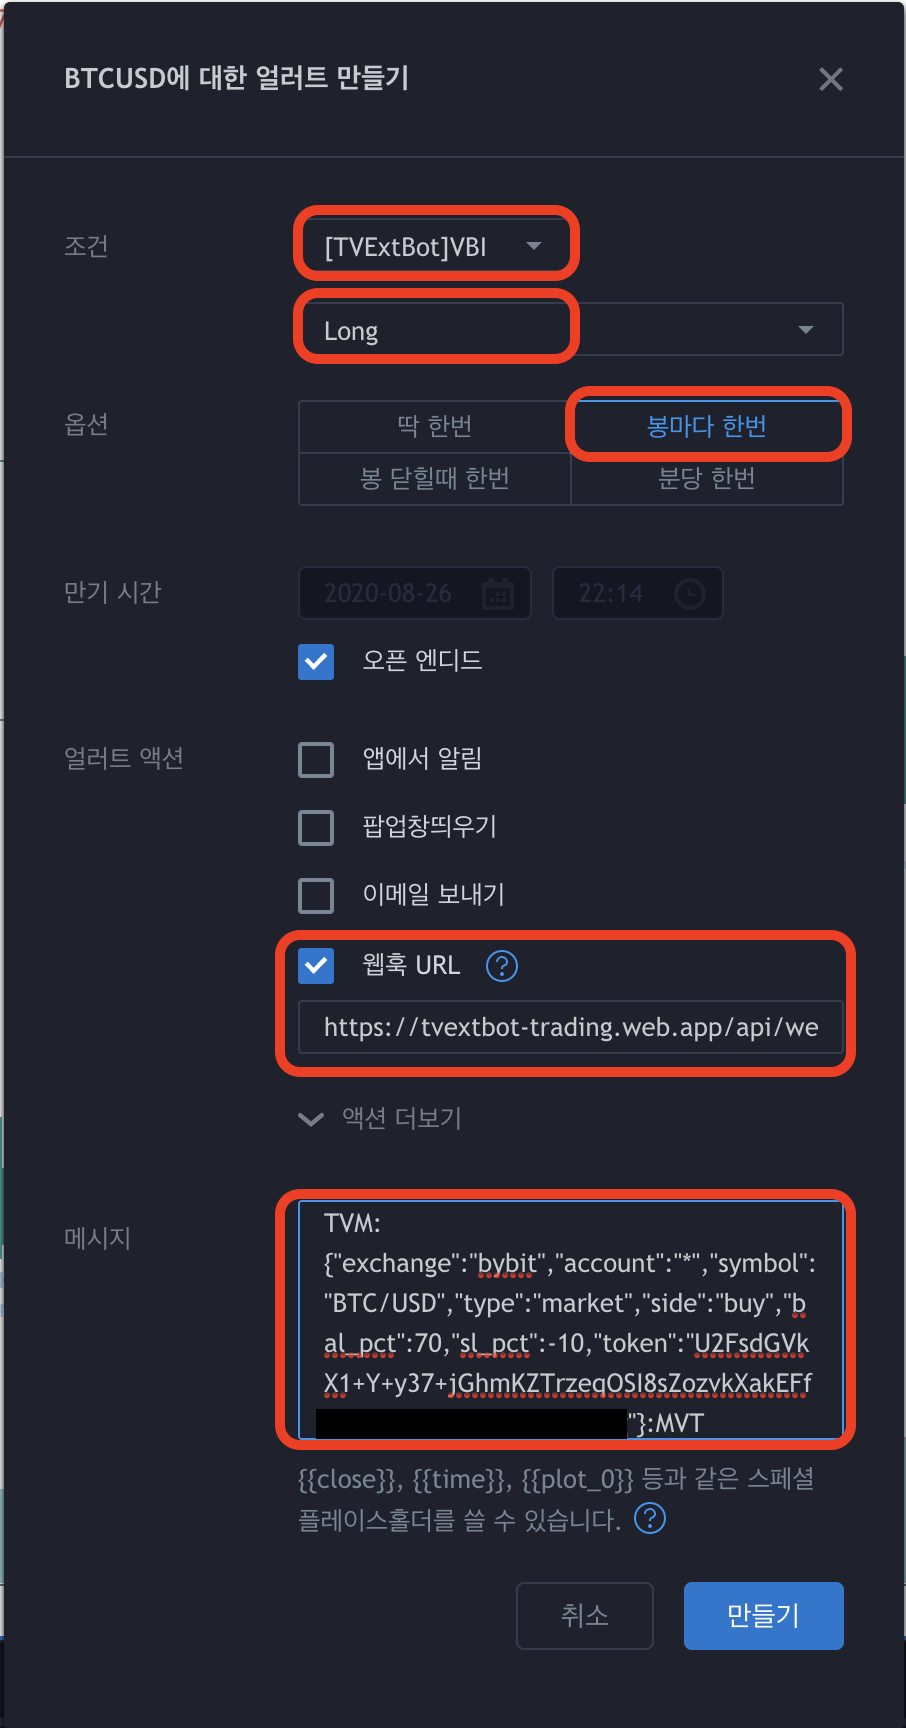 BTCUSD에 대한 얼러트 만들기
조건
[TVExtBot]VBI
Long
옵션
딱 한번
봉마다 한번
봉 닫힐때 한번
분당 한번
만기 시간
2020-08-26
22:14
오픈 엔디드
얼러트 액션
앱에서 알림
팝업창띄우기
이메일 보내기
웹훅 URL
https://tvextbot-trading.web.app/api/we
액션 더보기
메시지
TVM:
{"exchange":"bybit","account":"*","symbol":
"BTC/USD","type":"market","side":"buy","b
al_pct":70,"sl_pct":-10,"token":"U2FsdGVk
X1+Y+y37+jGhmKZTrzeqOSI8sZozvkXakEFf
"}:MVT
{{close}}, {{time}}, {{plot_0}} 등과 같은 스페셜
플레이스홀더를 쓸 수 있습니다.
취소
만들기